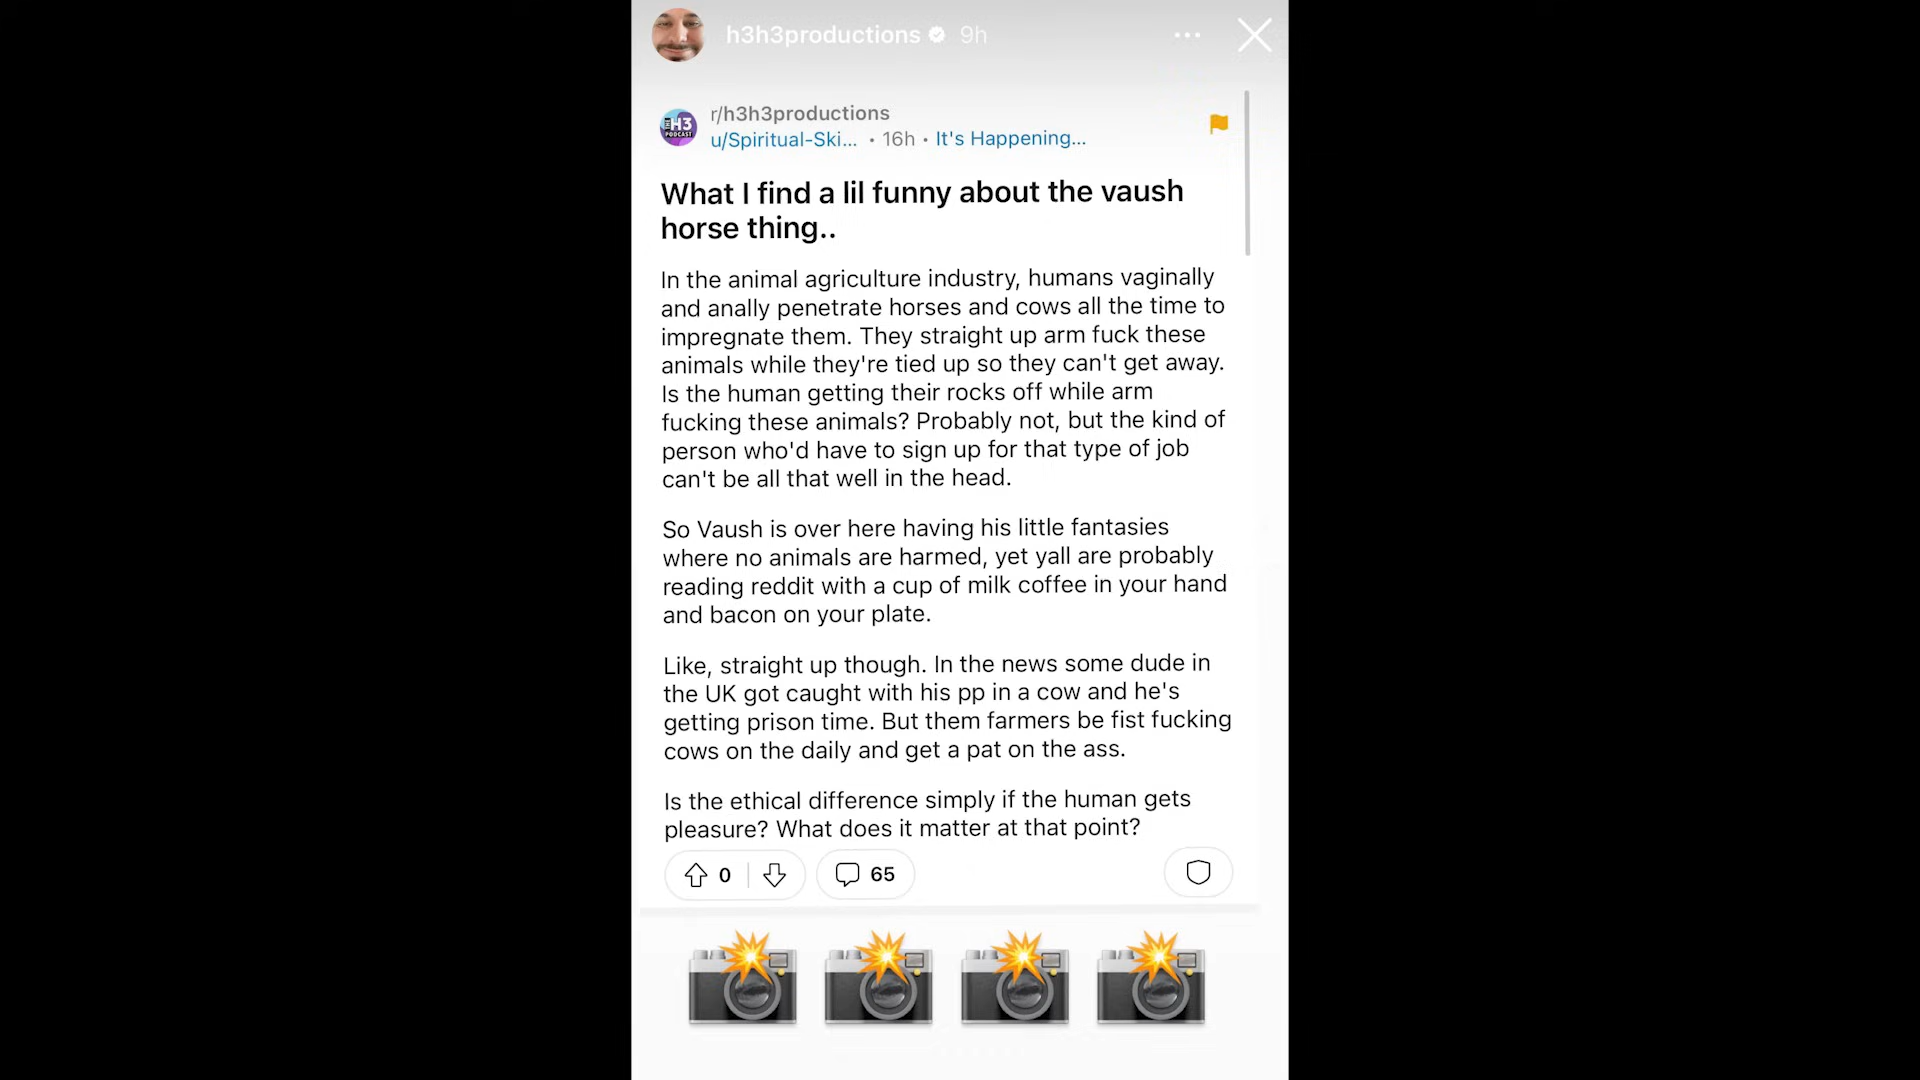 h3h3productions 9h
r/h3h3productions
THE H3 PODCAST
u/Spiritual-Ski... • 16h • It's Happening...
What I find a lil funny about the vaush
horse thing..
In the animal agriculture industry, humans vaginally
and anally penetrate horses and cows all the time to
impregnate them. They straight up arm fuck these
animals while they're tied up so they can't get away.
Is the human getting their rocks off while arm
fucking these animals? Probably not, but the kind of
person who'd have to sign up for that type of job
can't be all that well in the head.
So Vaush is over here having his little fantasies
where no animals are harmed, yet yall are probably
reading reddit with a cup of milk coffee in your hand
and bacon on your plate.
Like, straight up though. In the news some dude in
the UK got caught with his pp in a cow and he's
getting prison time. But them farmers be fist fucking
cows on the daily and get a pat on the ass.
Is the ethical difference simply if the human gets
pleasure? What does it matter at that point?
0 65